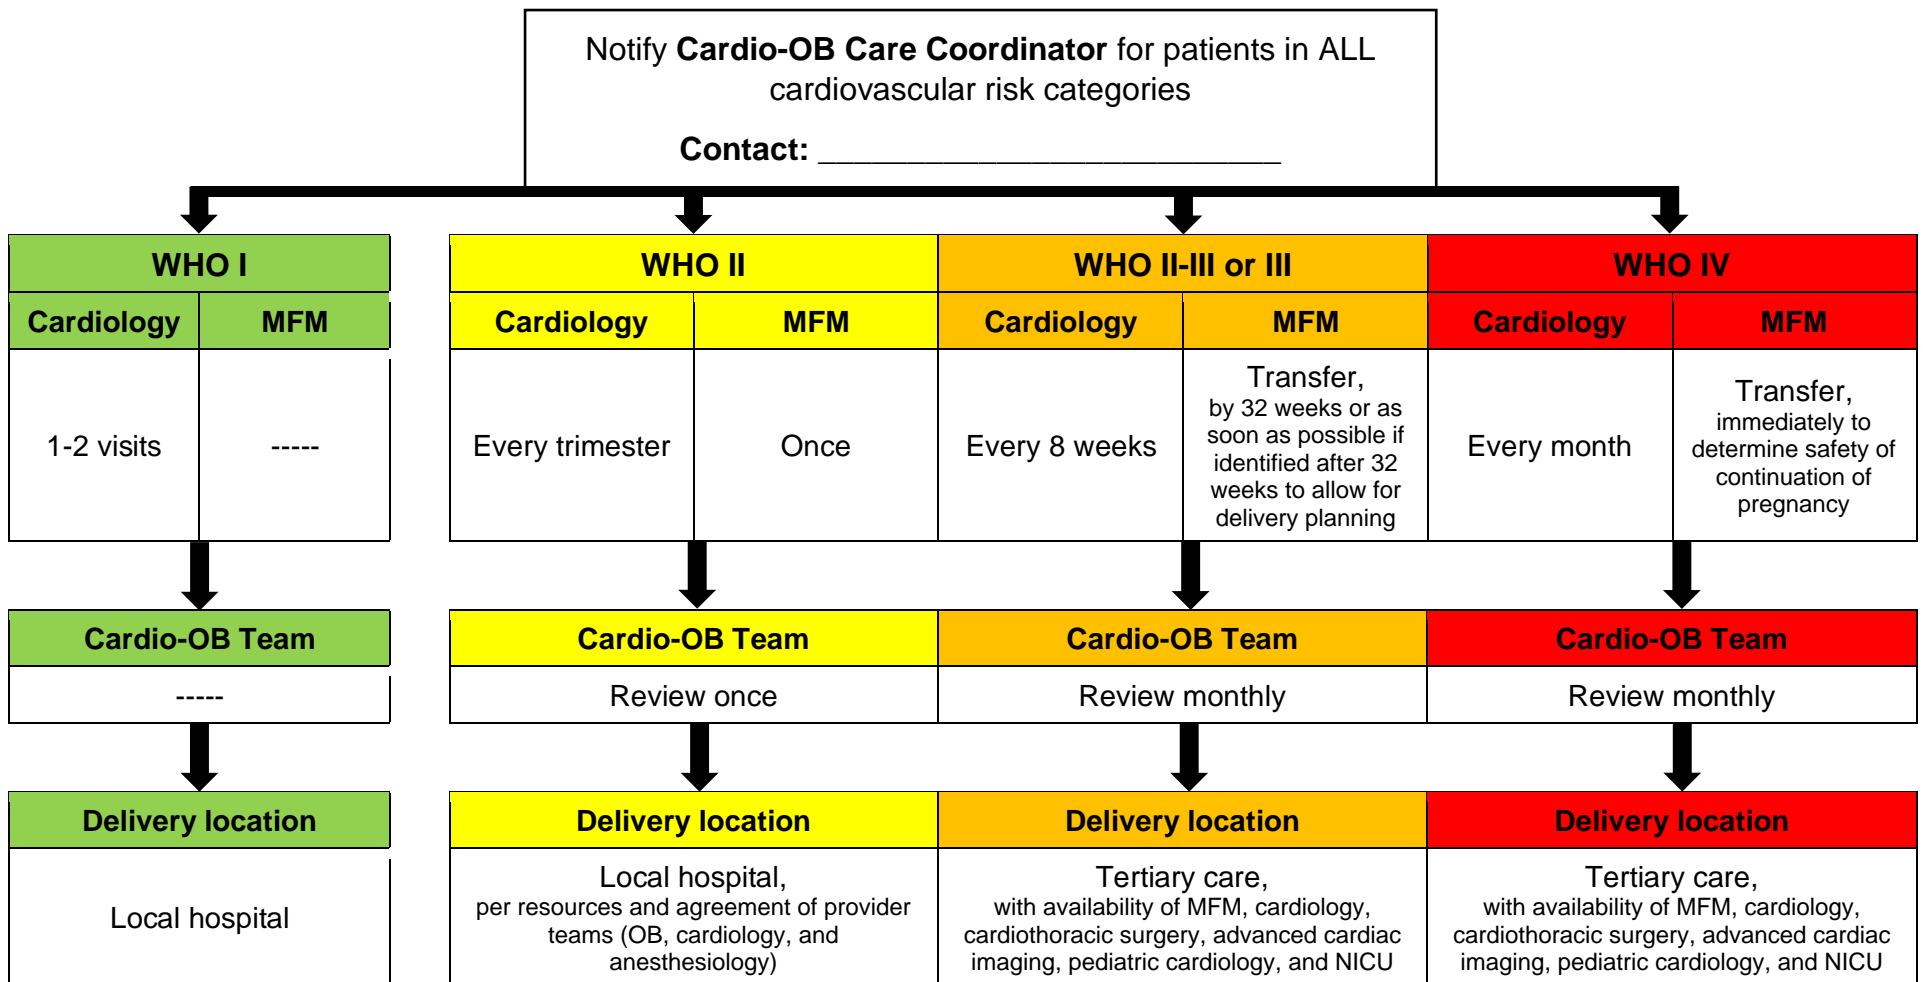 Notify Cardio-OB Care Coordinator for patients in ALL
cardiovascular risk categories
Contact: ___________________________
WHO I
Cardiology
MFM
1-2 visits
-----
Cardio-OB Team
-----
Delivery location
Local hospital
WHO II
Cardiology
MFM
Every trimester
Once
Cardio-OB Team
Review once
Delivery location
Local hospital,
per resources and agreement of provider
teams (OB, cardiology, and
anesthesiology)
WHO II-III or III
Cardiology
MFM
Every 8 weeks
Transfer,
by 32 weeks or as
soon as possible if
identified after 32
weeks to allow for
delivery planning
Cardio-OB Team
Review monthly
Delivery location
Tertiary care,
with availability of MFM, cardiology,
cardiothoracic surgery, advanced cardiac
imaging, pediatric cardiology, and NICU
WHO IV
Cardiology
MFM
Every month
Transfer,
immediately to
determine safety of
continuation of
pregnancy
Cardio-OB Team
Review monthly
Delivery location
Tertiary care,
with availability of MFM, cardiology,
cardiothoracic surgery, advanced cardiac
imaging, pediatric cardiology, and NICU